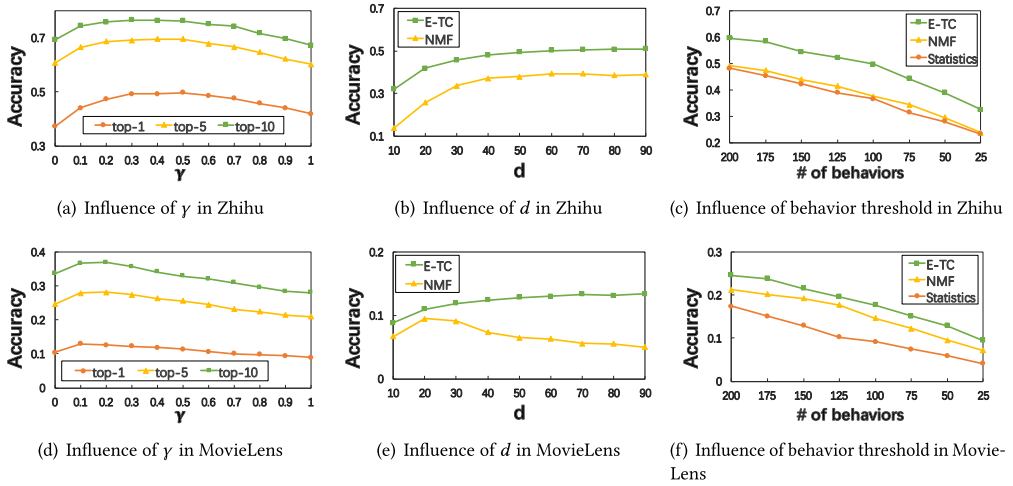 0.7
0.5
0.3
Accuracy
top-1 top-5 top-10
0 0.1 0.2 0.3 0.4 0.5 0.6 0.7 0.8 0.9 1
γ
(a) Influence of γ in Zhihu
0.7
0.5
0.3
0.1
Accuracy
E-TC
NMF
10 20 30 40 50 60 70 80 90
d
(b) Influence of d in Zhihu
0.7
0.6
0.5
0.4
0.3
0.2
Accuracy
E-TC
NMF
Statistics
200 175 150 125 100 75 50 25
# of behaviors
(c) Influence of behavior threshold in Zhihu
0.4
0.3
0.2
0.1
0
Accuracy
top-1 top-5 top-10
0 0.1 0.2 0.3 0.4 0.5 0.6 0.7 0.8 0.9 1
γ
(d) Influence of γ in MovieLens
0.2
0.1
0
Accuracy
E-TC
NMF
10 20 30 40 50 60 70 80 90
d
(e) Influence of d in MovieLens
0.3
0.2
0.1
0
Accuracy
E-TC
NMF
Statistics
200 175 150 125 100 75 50 25
# of behaviors
(f) Influence of behavior threshold in Movie-
Lens